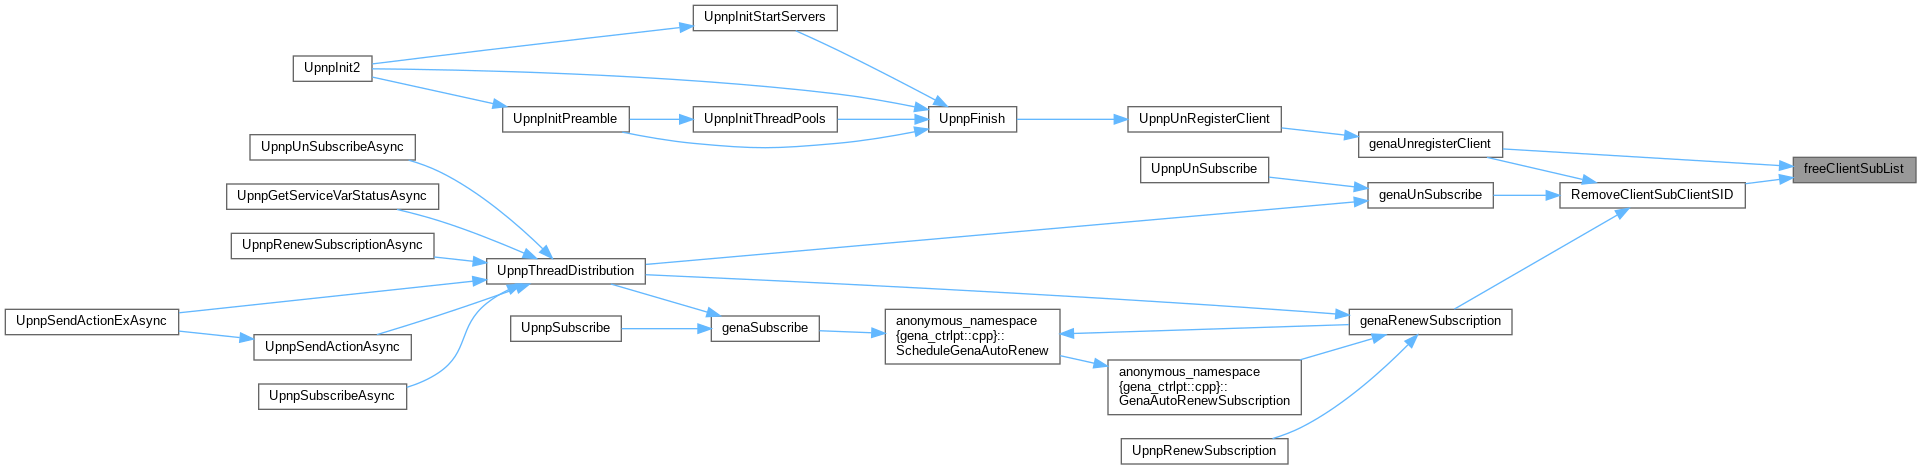 UpnpInitStartServers
UpnpInit2
UpnpInitPreamble
UpnpInitThreadPools
UpnpFinish
UpnpUnRegisterClient
genaUnregisterClient
freeClientSubList
UpnpUnSubscribeAsync
UpnpUnSubscribe
UpnpGetServiceVarStatusAsync
genaUnSubscribe
RemoveClientSubClientSID
UpnpRenewSubscriptionAsync
UpnpThreadDistribution
UpnpSendActionExAsync
UpnpSendActionAsync
UpnpSubscribe
genaSubscribe
anonymous_namespace
{gena_ctrlpt::cpp}::
ScheduleGenaAutoRenew
genaRenewSubscription
anonymous_namespace
{gena_ctrlpt::cpp}::
GenaAutoRenewSubscription
UpnpSubscribeAsync
UpnpRenewSubscription